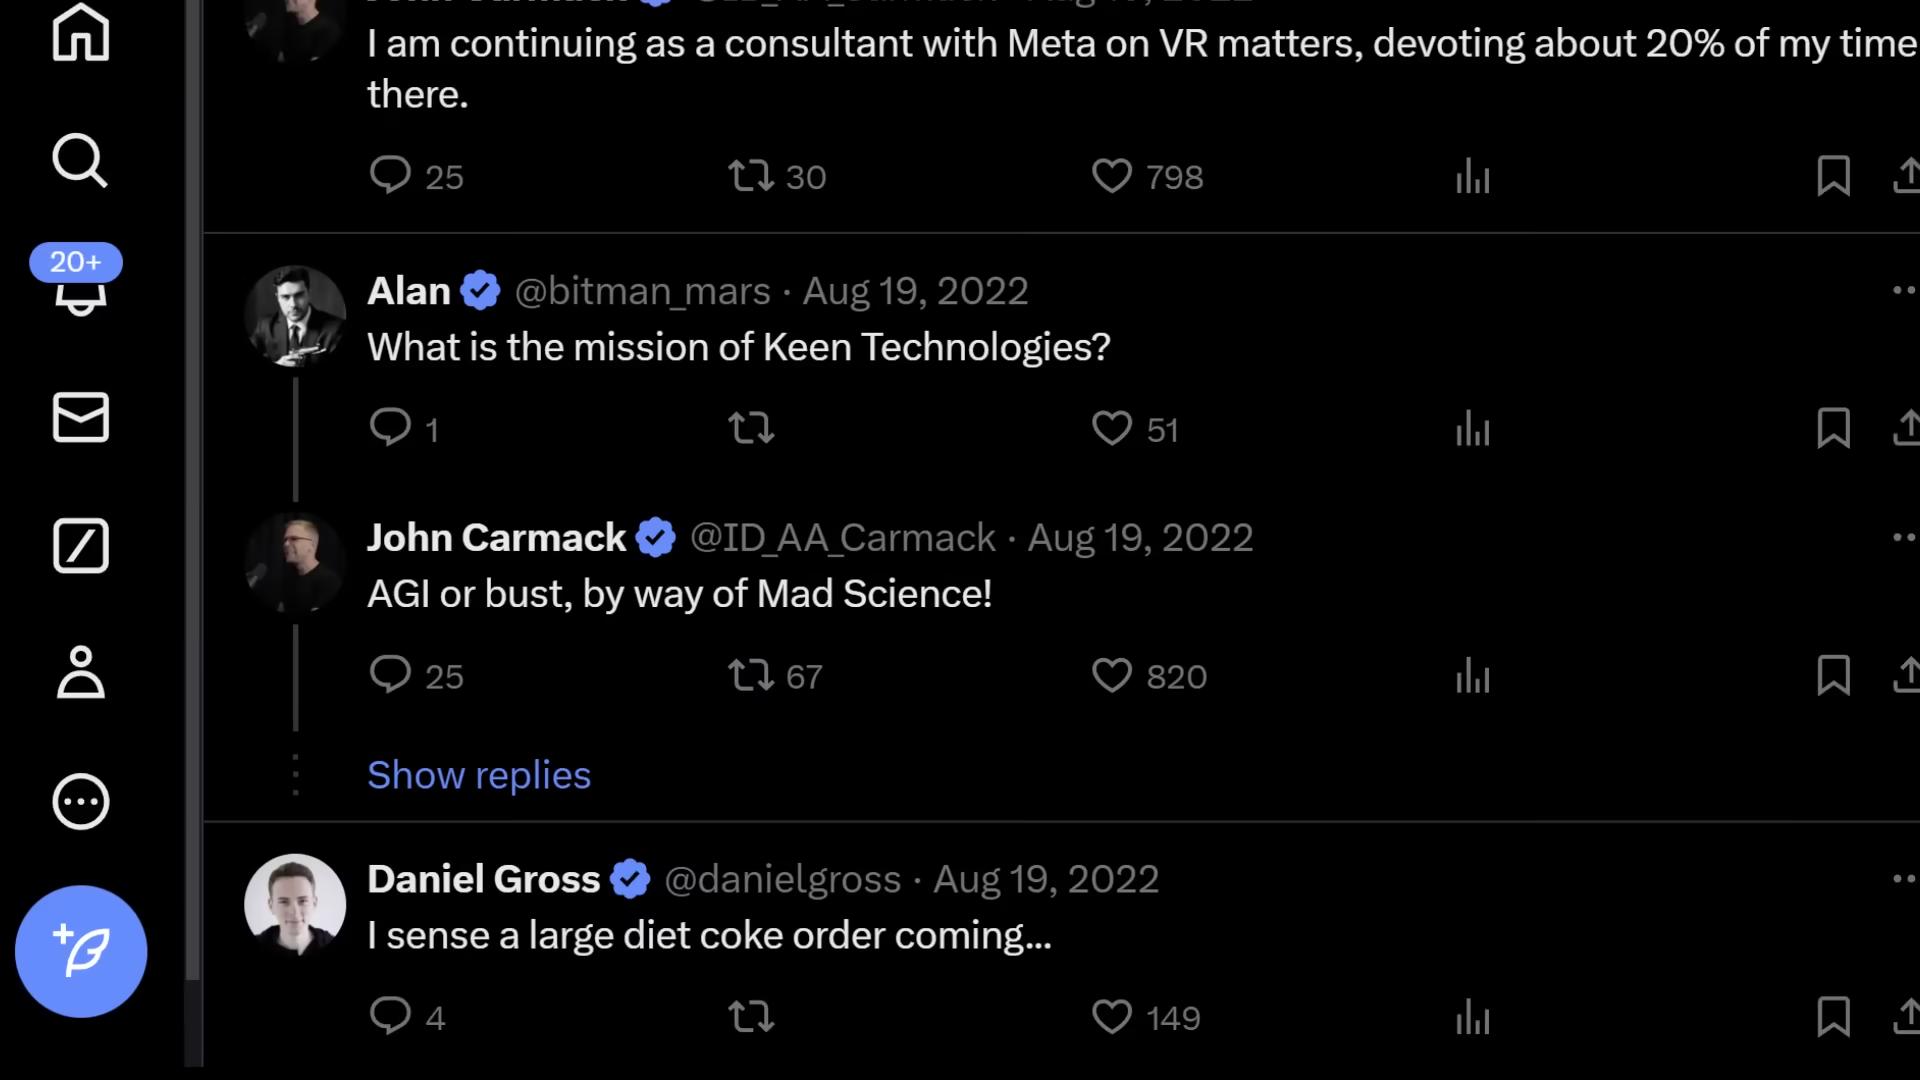 I am continuing as a consultant with Meta on VR matters, devoting about 20% of my time
there.
25 30 798
20+
Alan @bitman_mars · Aug 19, 2022
What is the mission of Keen Technologies?
1 51
John Carmack @ID_AA_Carmack · Aug 19, 2022
AGI or bust, by way of Mad Science!
25 67 820
Show replies
Daniel Gross @danielgross · Aug 19, 2022
I sense a large diet coke order coming...
4 149